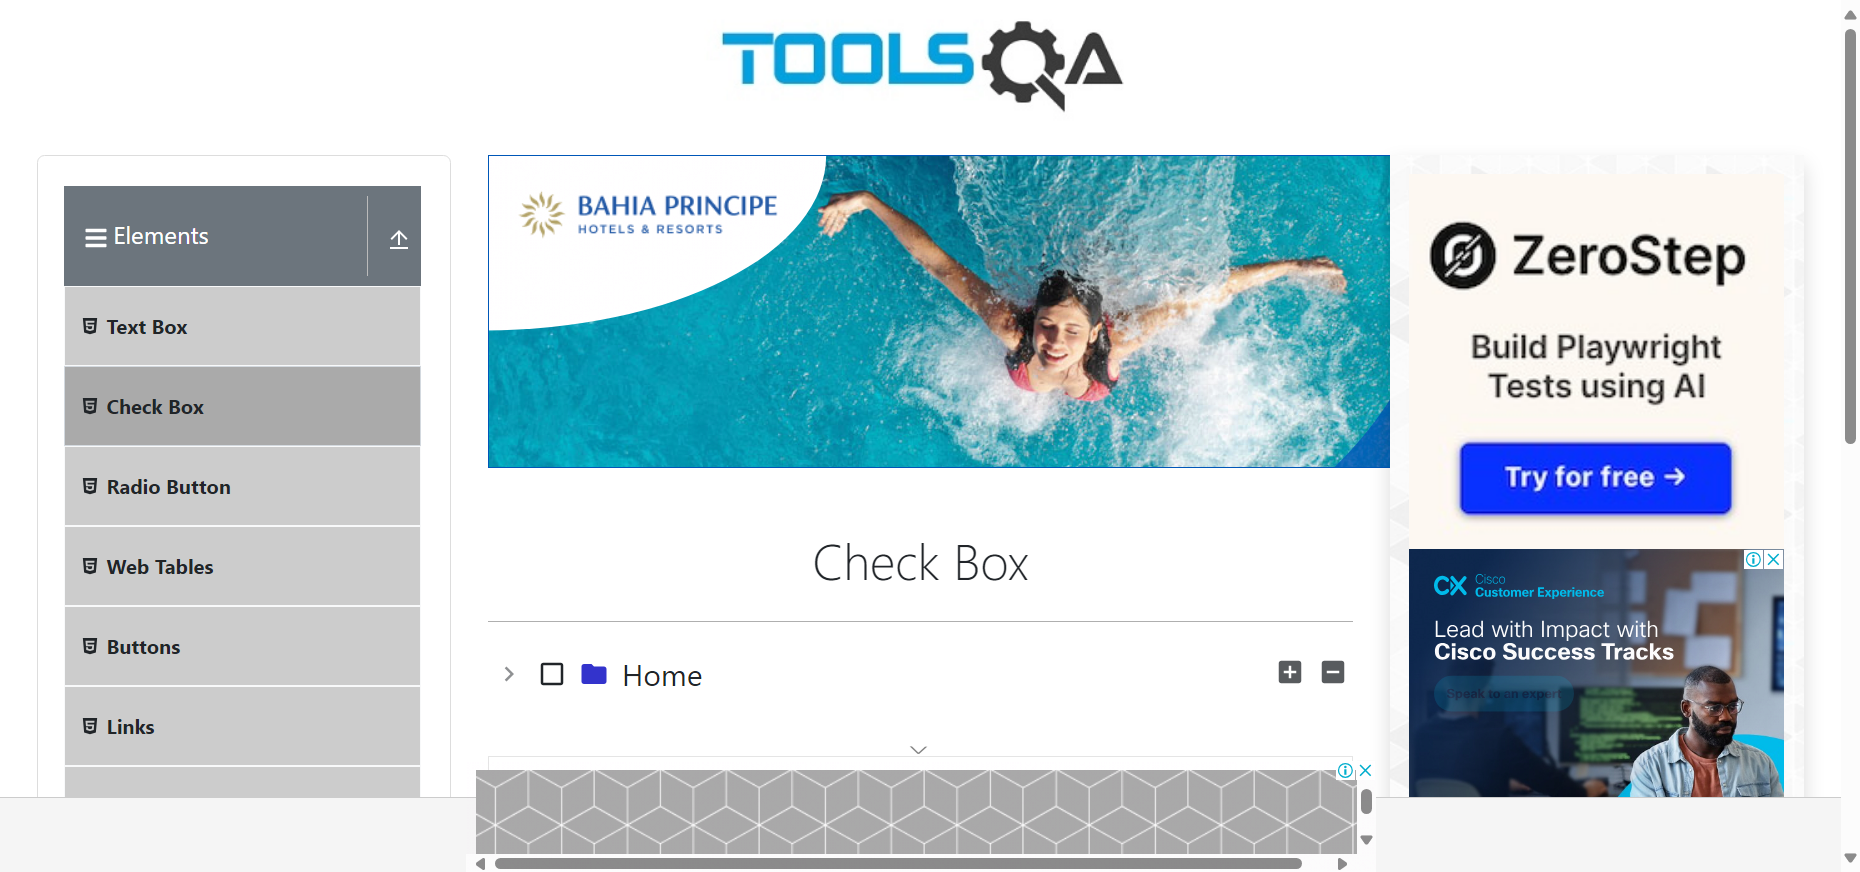 TOOLSQA
Elements
Text Box
Check Box
Radio Button
Web Tables
Buttons
Links
BAHIA PRINCIPE
HOTELS & RESORTS
Check Box
Home
ZeroStep
Build Playwright
Tests using AI
Try for free →
CX Cisco
Customer Experience
Lead with Impact with
Cisco Success Tracks
Speak to an expert